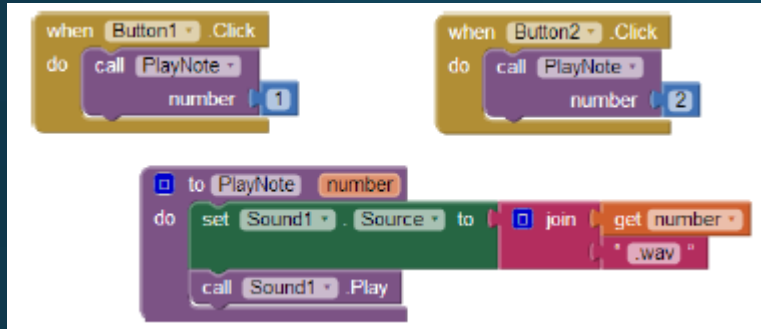 when Button1 .Click
do call PlayNote
number 1
when Button2 .Click
do call PlayNote
number 2
to PlayNote number
do set Sound1 . Source to join get number
" .wav "
call Sound1 .Play